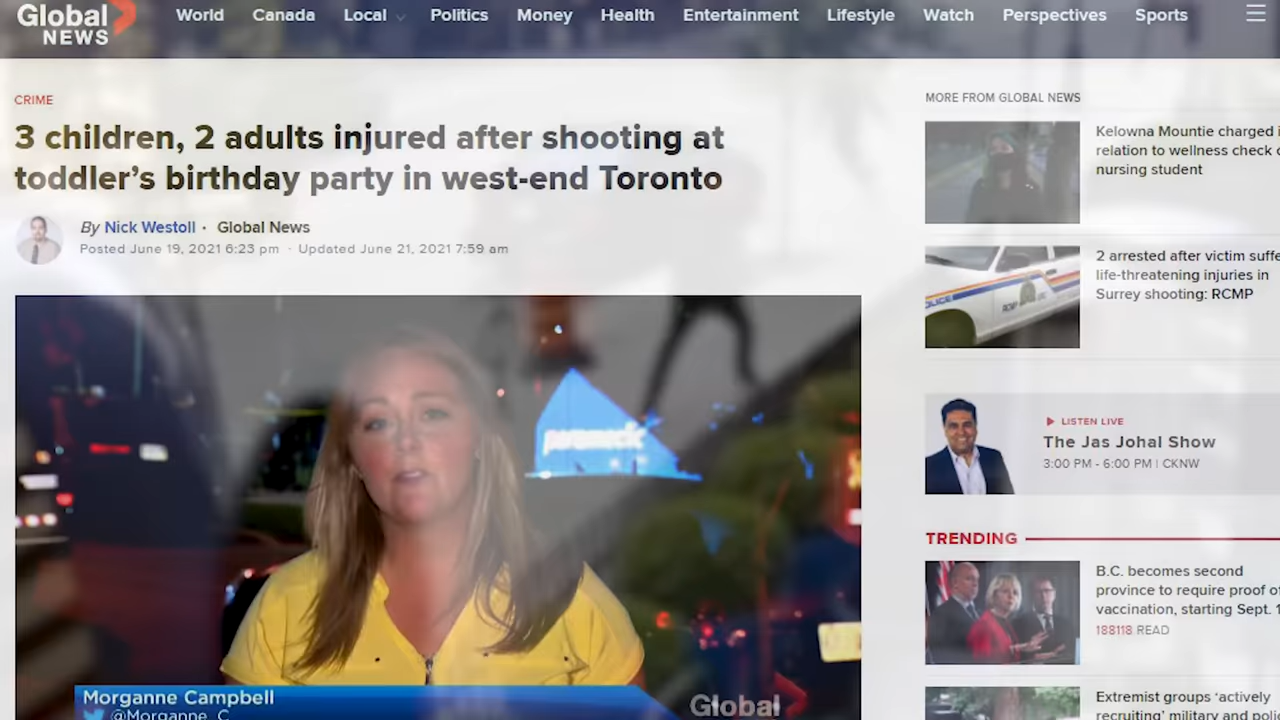 Global
NEWS
World Canada Local Politics Money Health Entertainment Lifestyle Watch Perspectives Sports
CRIME
3 children, 2 adults injured after shooting at
toddler's birthday party in west-end Toronto
By Nick Westoll · Global News
Posted June 19, 2021 6:23 pm · Updated June 21, 2021 7:59 am
paramedic
Morganne Campbell
@Morganne_C
Global
MORE FROM GLOBAL NEWS
Kelowna Mountie charged
relation to wellness check
nursing student
2 arrested after victim
life-threatening injuries in
Surrey shooting: RCMP
LISTEN LIVE
The Jas Johal Show
3:00 PM - 6:00 PM | CKNW
TRENDING
B.C. becomes second
province to require proof
vaccination, starting Sept.
188118 READ
Extremist groups ‘actively
recruiting’ military and